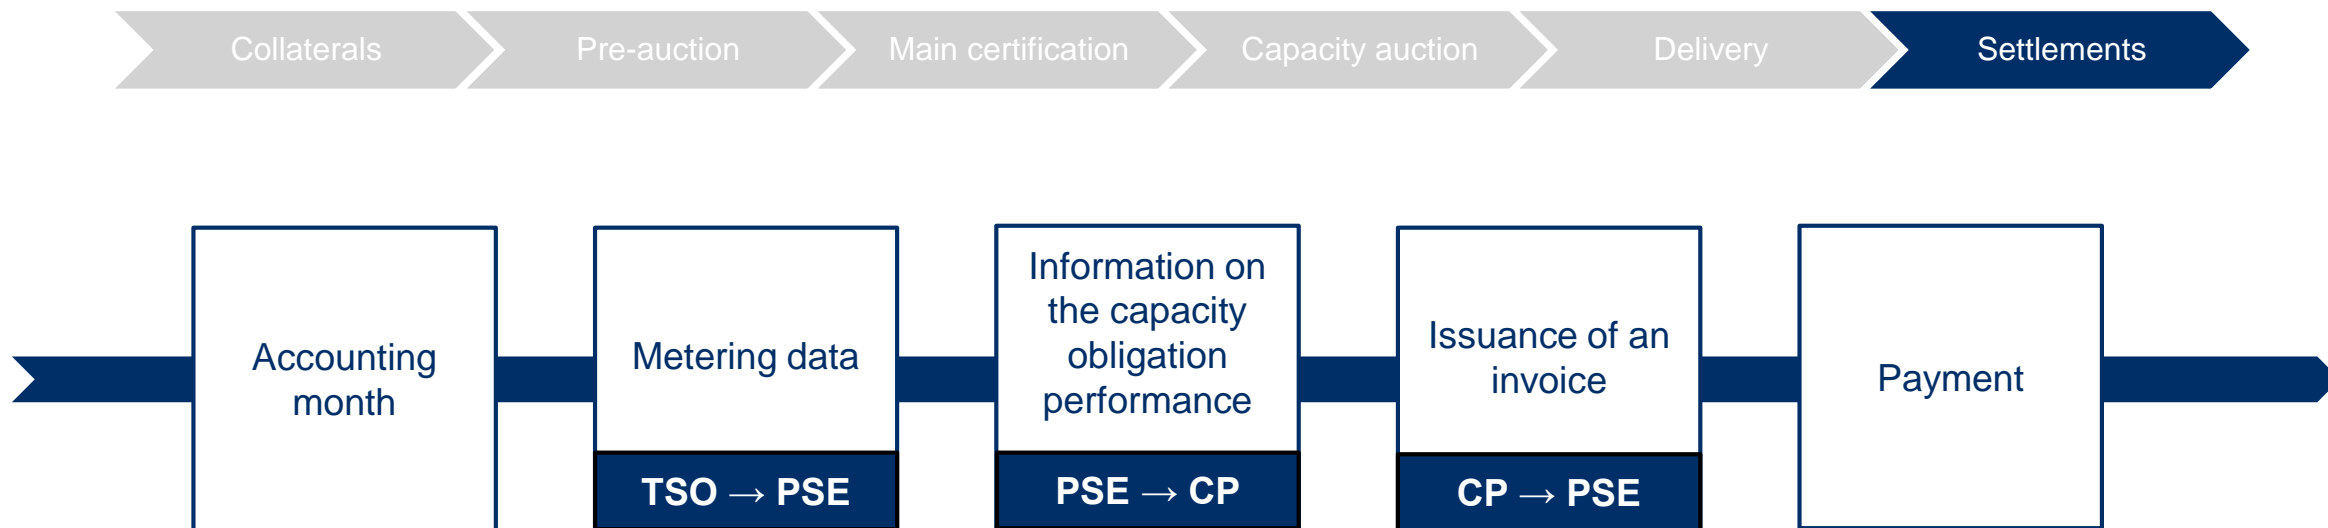 Collaterals
Pre-auction
Main certification
Capacity auction
Delivery
Settlements
Accounting
month
Metering data
TSO → PSE
Information on
the capacity
obligation
performance
PSE → CP
Issuance of an
invoice
CP → PSE
Payment